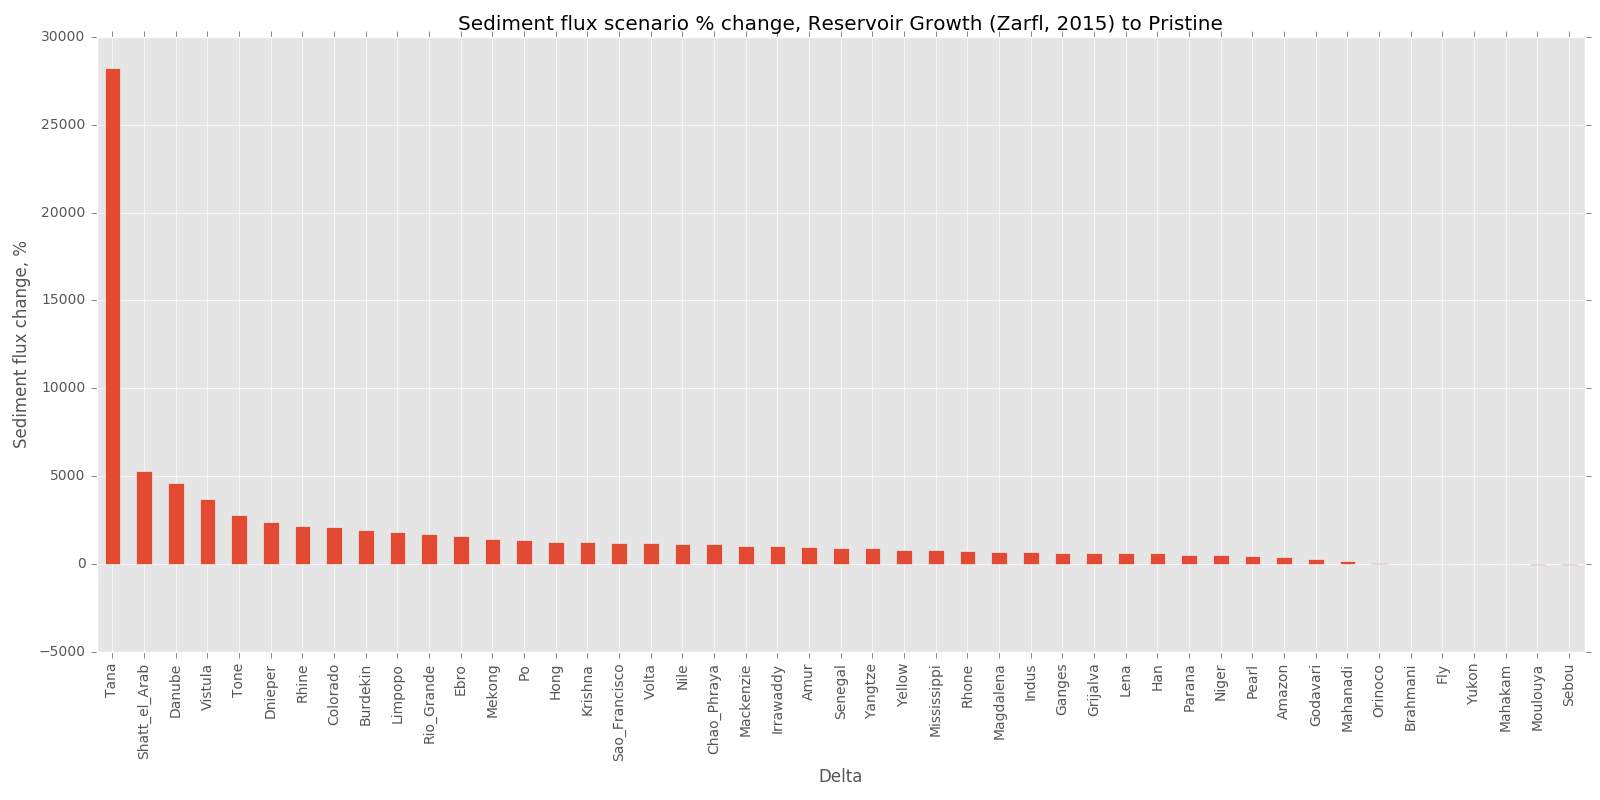 Sediment flux scenario % change, Reservoir Growth (Zarfl, 2015) to Pristine
Sediment flux change, %
30000
25000
20000
15000
10000
5000
0
−5000
Tana
Shatt_el_Arab
Danube
Vistula
Tone
Dnieper
Rhine
Colorado
Burdekin
Limpopo
Rio_Grande
Ebro
Mekong
Po
Hong
Krishna
Sao_Francisco
Volta
Nile
Chao_Phraya
Mackenzie
Irrawaddy
Amur
Senegal
Yangtze
Yellow
Mississippi
Rhone
Magdalena
Indus
Ganges
Grijalva
Lena
Han
Parana
Niger
Pearl
Amazon
Godavari
Mahanadi
Orinoco
Brahmani
Fly
Yukon
Mahakam
Moulouya
Sebou
Delta